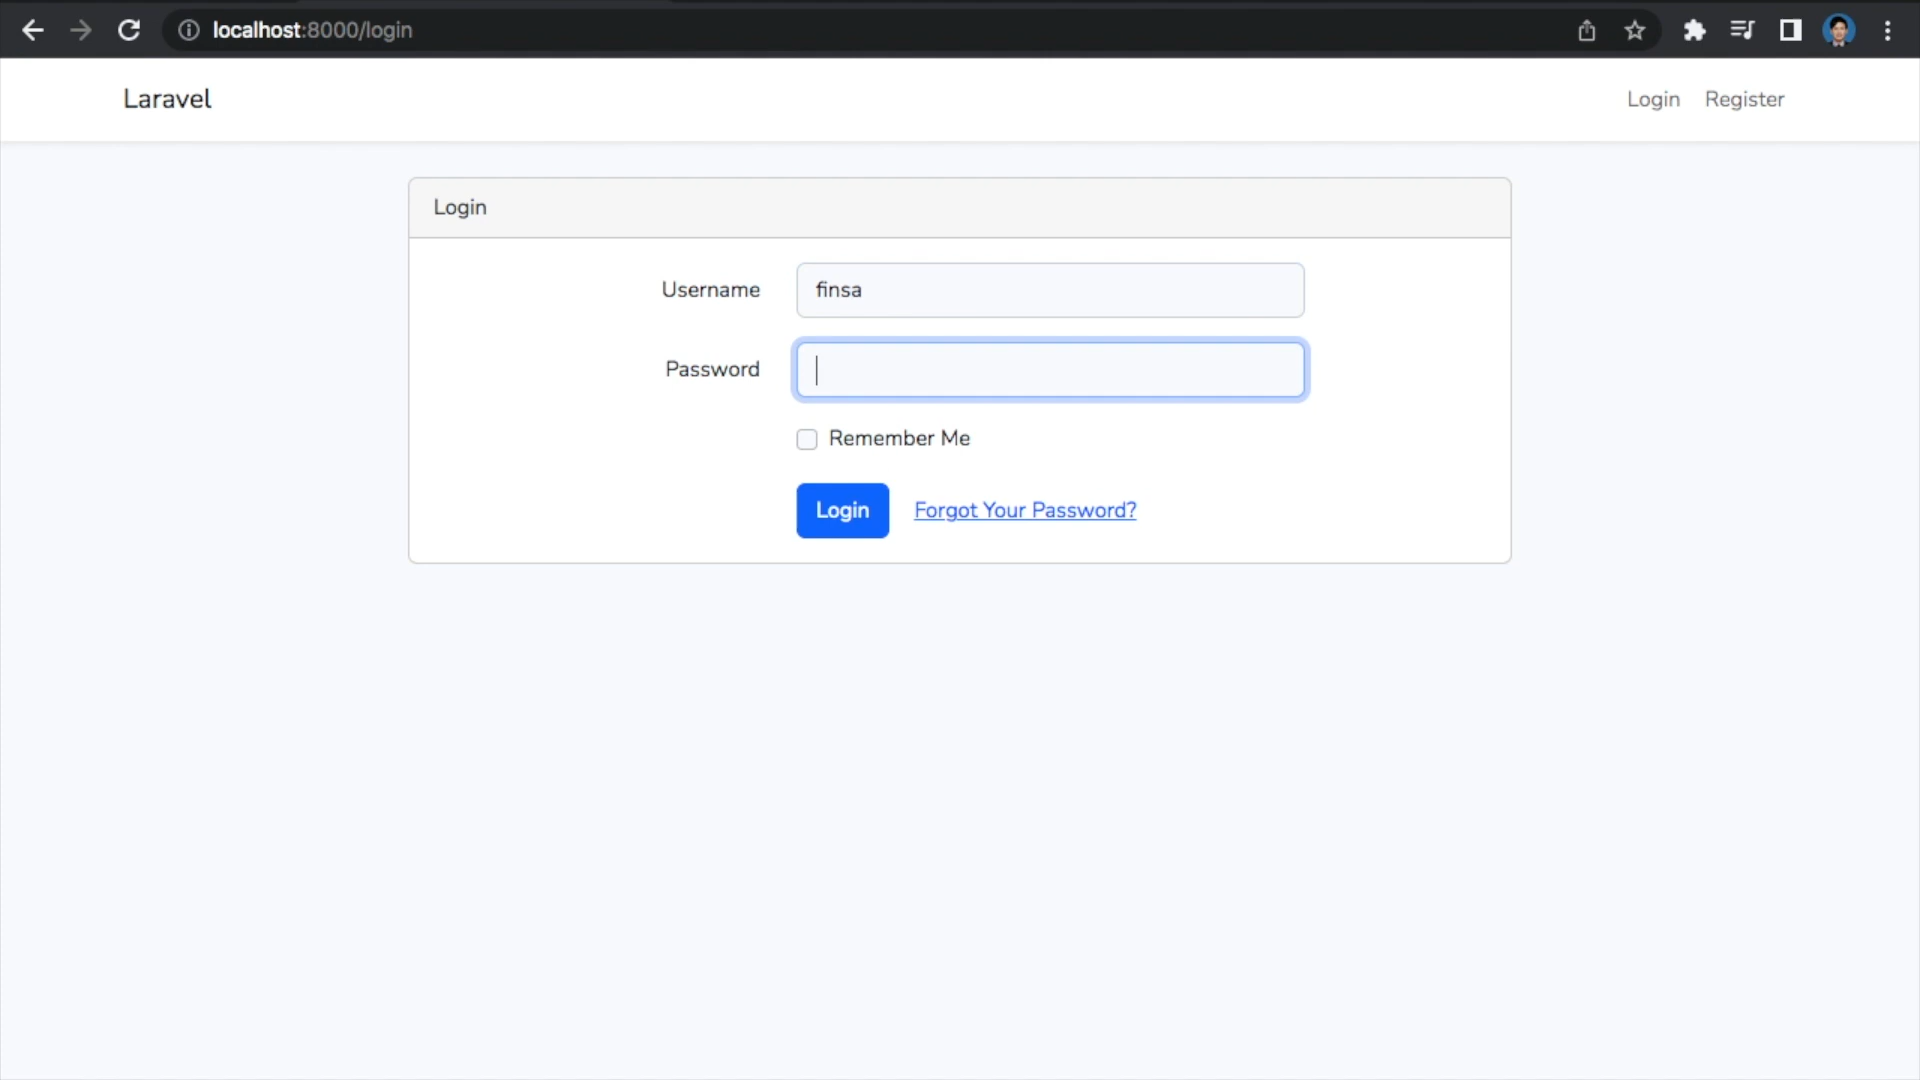 localhost:8000/login
Laravel
Login Register
Login
Username finsa
Password
Remember Me
Login Forgot Your Password?